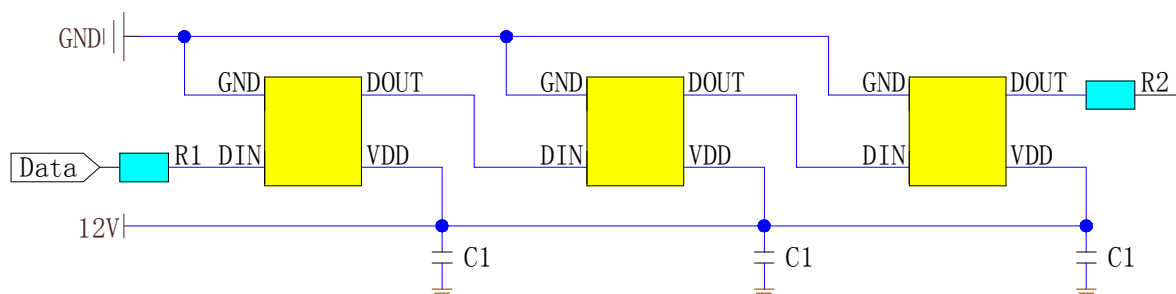 GND
GND DOUT
GND DOUT
GND DOUT R2
Data R1 DIN VDD
DIN VDD
DIN VDD
12V
C1
C1
C1